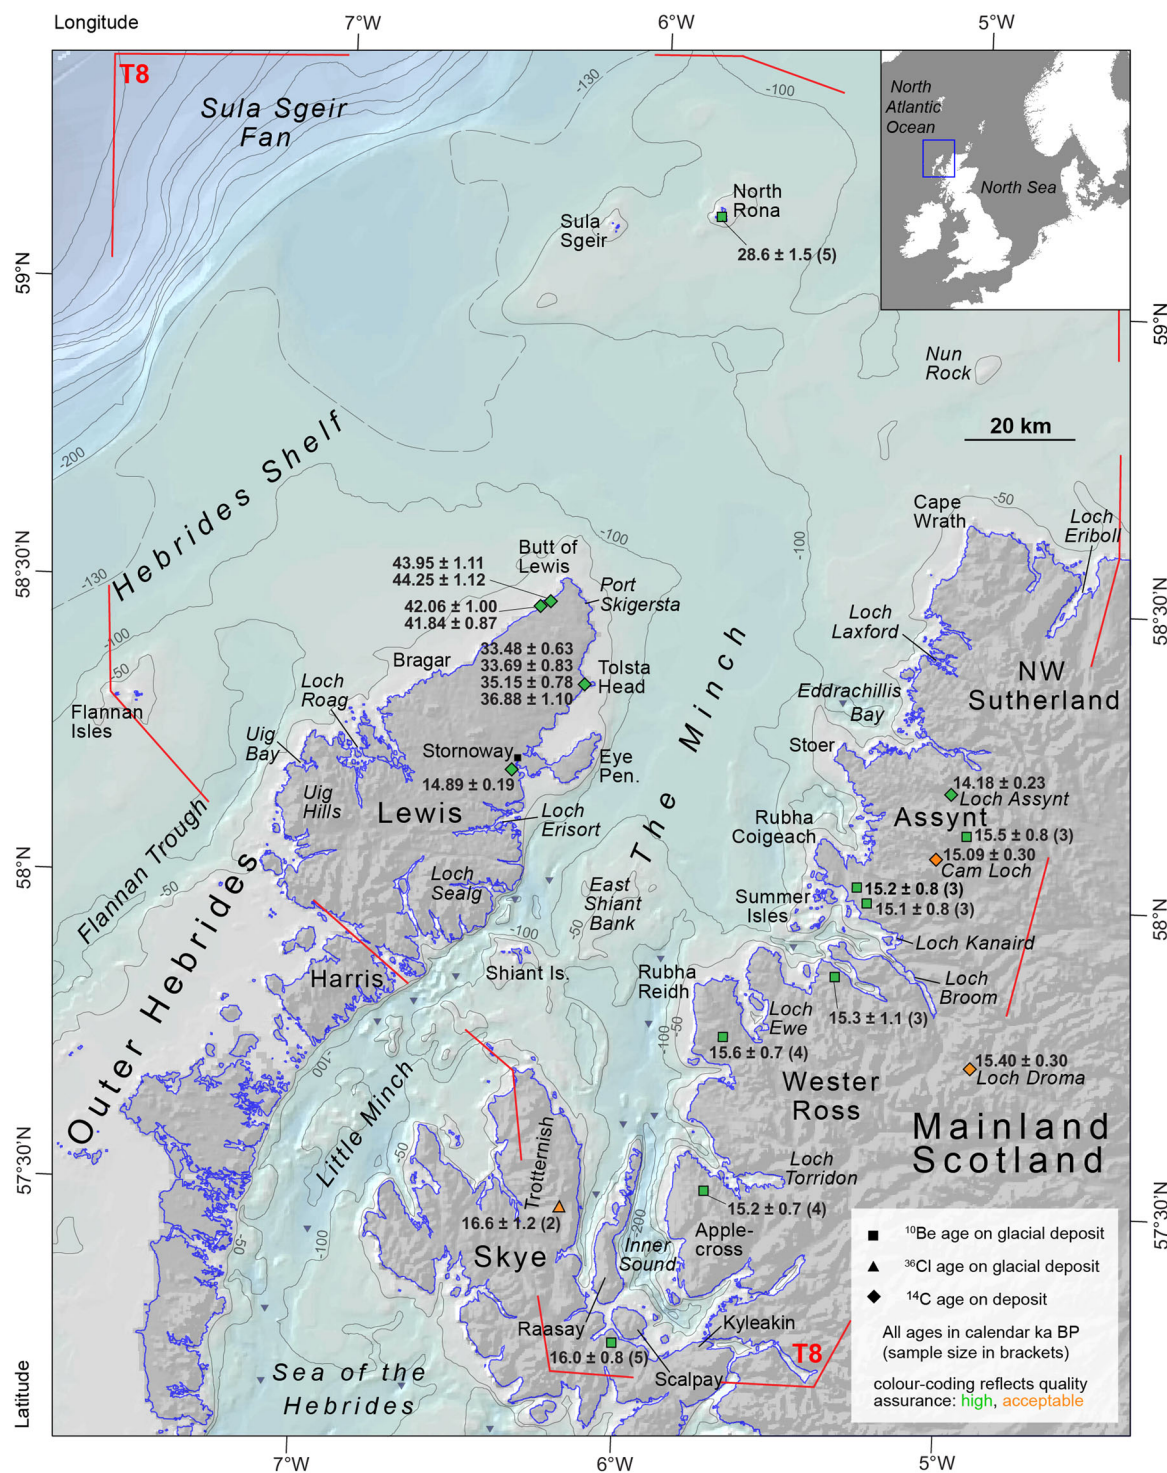 Longitude
7°W
6°W
5°W
T8
Sula Sgeir
Fan
-130
-100
North
Atlantic
Ocean
North Sea
North
Rona
Sula
Sgeir
28.6 ± 1.5 (5)
59°N
59°N
Nun
Rock
20 km
-200
Hebrides Shelf
Cape
Wrath
-50
Loch
Eriboll
-100
-100
Butt of
Lewis
43.95 ± 1.11
44.25 ± 1.12
58°30'N
-130
Port
Skigersta
42.06 ± 1.00
41.84 ± 0.87
58°30'N
Loch
Laxford
-100
33.48 ± 0.63
33.69 ± 0.83
35.15 ± 0.78
36.88 ± 1.10
Bragar
Tolsta
Head
-50
NW
Sutherland
Loch
Roag
Eddrachillis
Bay
Flannan
Isles
Uig
Bay
Stornoway
Stoer
Eye
Pen.
14.89 ± 0.19
The Minch
14.18 ± 0.23
Loch Assynt
Uig
Hills
Lewis
Loch
Erisort
Rubha
Coigeach
Assynt
15.5 ± 0.8 (3)
Flannan Trough
15.09 ± 0.30
Cam Loch
58°N
-50
Loch
Sealg
East
Shiant
Bank
Summer
Isles
15.2 ± 0.8 (3)
15.1 ± 0.8 (3)
58°N
-100
-50
Loch Kanaird
Outer Hebrides
Harris
Shiant Is.
Rubha
Reidh
Loch
Broom
Loch
Ewe
15.3 ± 1.1 (3)
-50
-100
15.6 ± 0.7 (4)
-100
15.40 ± 0.30
Loch Droma
Wester
Ross
Little Minch
Mainland
Scotland
-50
57°30'N
Trotternish
Loch
Torridon
57°30'N
16.6 ± 1.2 (2)
15.2 ± 0.7 (4)
-200
Apple-
cross
-50
-100
Skye
Inner
Sound
10Be age on glacial deposit
36Cl age on glacial deposit
14C age on deposit
All ages in calendar ka BP
(sample size in brackets)
colour-coding reflects quality
assurance: high, acceptable
Raasay
Kyleakin
16.0 ± 0.8 (5)
T8
Scalpay
Sea of the
Hebrides
Latitude
7°W
6°W
5°W